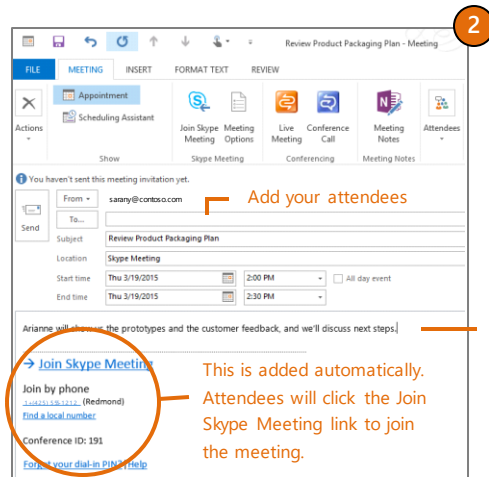 2
Review Product Packaging Plan - Meeting
FILE MEETING INSERT FORMAT TEXT REVIEW
Appointment
Scheduling Assistant
Actions
Join Skype Meeting
Meeting Options
Live Meeting
Conference Call
Meeting Notes
Attendees
Show Skype Meeting Conferencing Meeting Notes
You haven't sent this meeting invitation yet.
From sarany@contoso.com
Add your attendees
To...
Send
Subject Review Product Packaging Plan
Location Skype Meeting
Start time Thu 3/19/2015 2:00 PM All day event
End time Thu 3/19/2015 2:30 PM
Arianne will show us the prototypes and the customer feedback, and we'll discuss next steps.
→ Join Skype Meeting
Join by phone
(Redmond)
Find a local number
Conference ID: 191
Forgot your dial-in PIN? | Help
This is added automatically.
Attendees will click the Join
Skype Meeting link to join
the meeting.